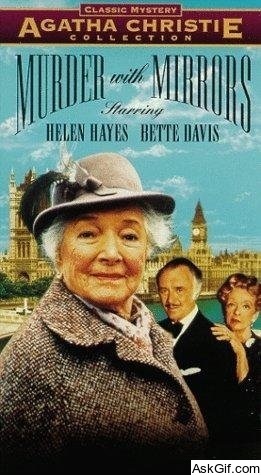 CLASSIC MYSTERY
AGATHA CHRISTIE
COLLECTION
MURDER with MIRRORS
Starring
HELEN HAYES BETTE DAVIS
AskGif.com